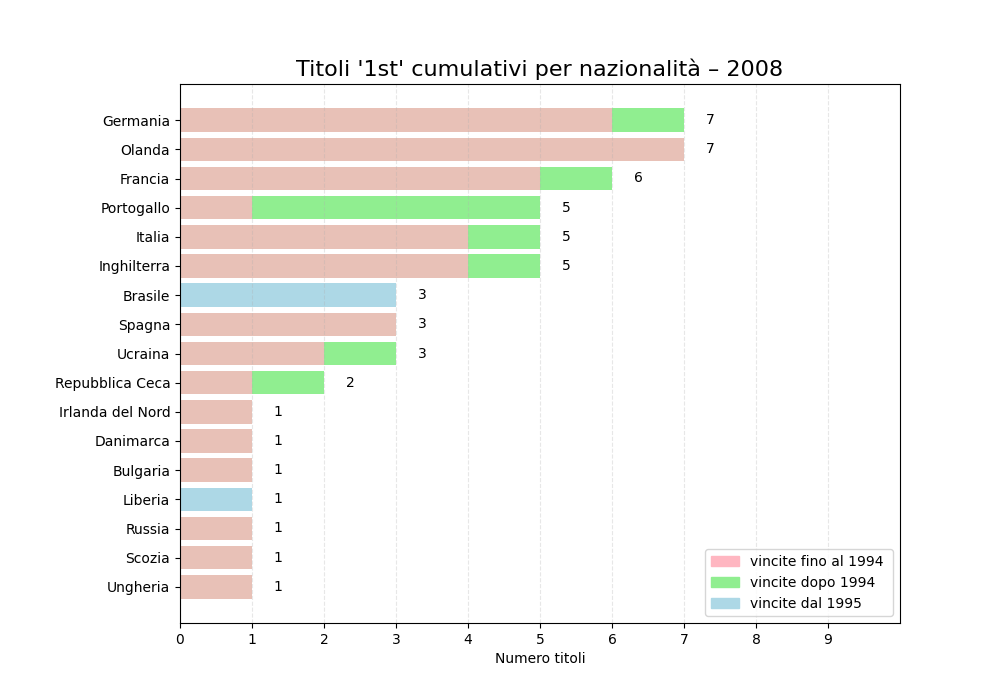 Titoli '1st' cumulativi per nazionalità – 2008
Germania 7
Olanda 7
Francia 6
Portogallo 5
Italia 5
Inghilterra 5
Brasile 3
Spagna 3
Ucraina 3
Repubblica Ceca 2
Irlanda del Nord 1
Danimarca 1
Bulgaria 1
Liberia 1
Russia 1
Scozia 1
Ungheria 1
vincite fino al 1994
vincite dopo 1994
vincite dal 1995
0 1 2 3 4 5 6 7 8 9
Numero titoli